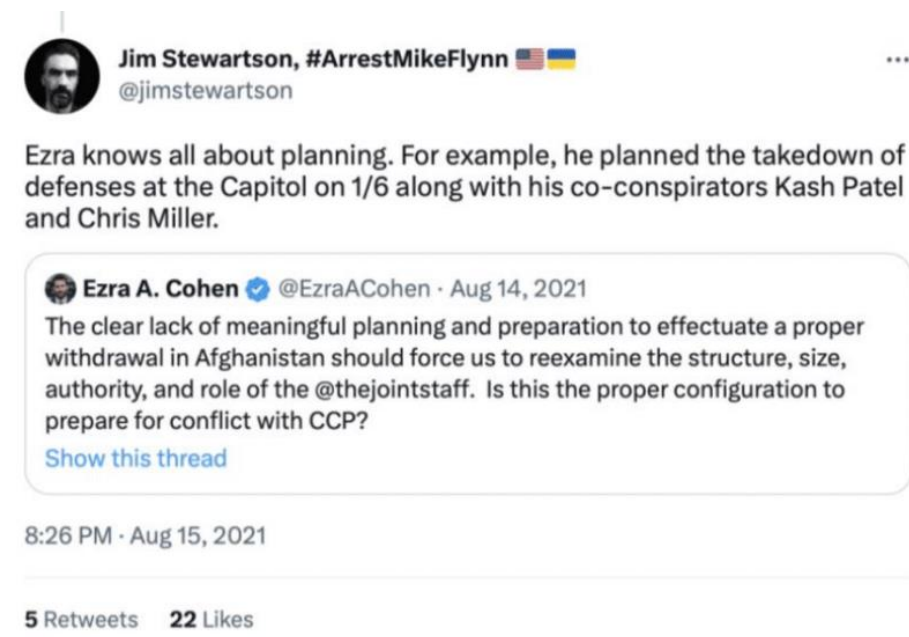 Jim Stewartson, #ArrestMikeFlynn 🇺🇸🇺🇦
@jimstewartson
Ezra knows all about planning. For example, he planned the takedown of
defenses at the Capitol on 1/6 along with his co-conspirators Kash Patel
and Chris Miller.
Ezra A. Cohen @EzraACohen · Aug 14, 2021
The clear lack of meaningful planning and preparation to effectuate a proper
withdrawal in Afghanistan should force us to reexamine the structure, size,
authority, and role of the @thejointstaff. Is this the proper configuration to
prepare for conflict with CCP?
Show this thread
8:26 PM · Aug 15, 2021
5 Retweets 22 Likes